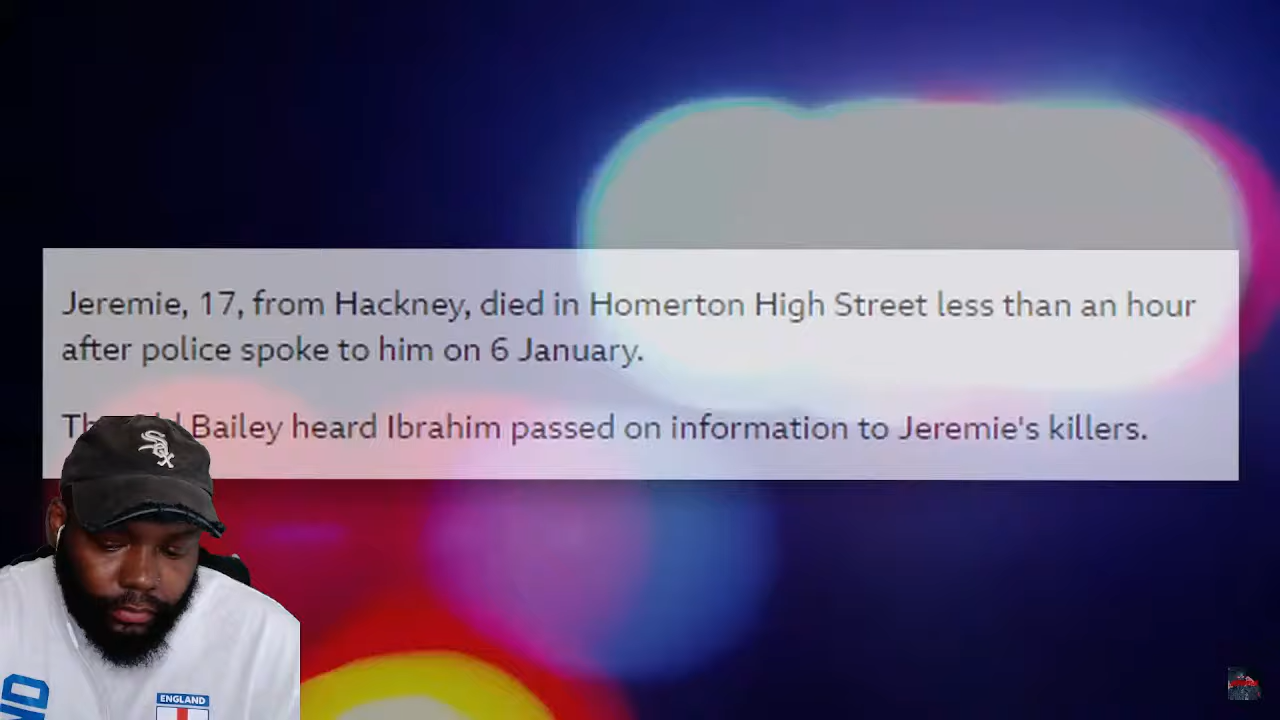 Jeremie, 17, from Hackney, died in Homerton High Street less than an hour
after police spoke to him on 6 January.
Bailey heard Ibrahim passed on information to Jeremie's killers.
Sox
ENGLAND